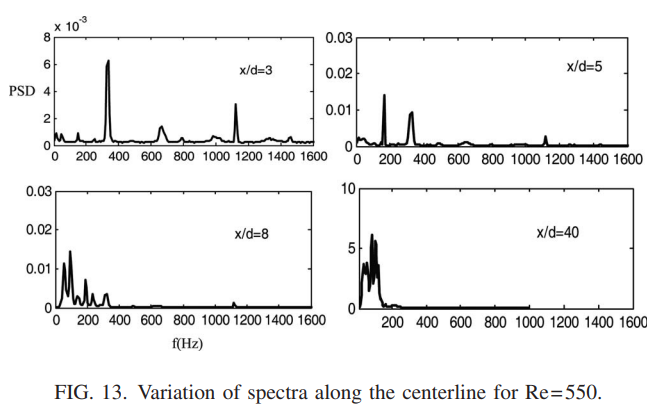 x 10⁻³
8
6
PSD 4
2
0
0 200 400 600 800 1000 1200 1400 1600
x/d=3
0.03
0.02
0.01
0
0 200 400 600 800 1000 1200 1400 1600
x/d=5
0.03
0.02
0.01
0
0 200 400 600 800 1000 1200 1400 1600
x/d=8
f(Hz)
10
5
0
200 400 600 800 1000 1200 1400 1600
x/d=40
FIG. 13. Variation of spectra along the centerline for Re=550.